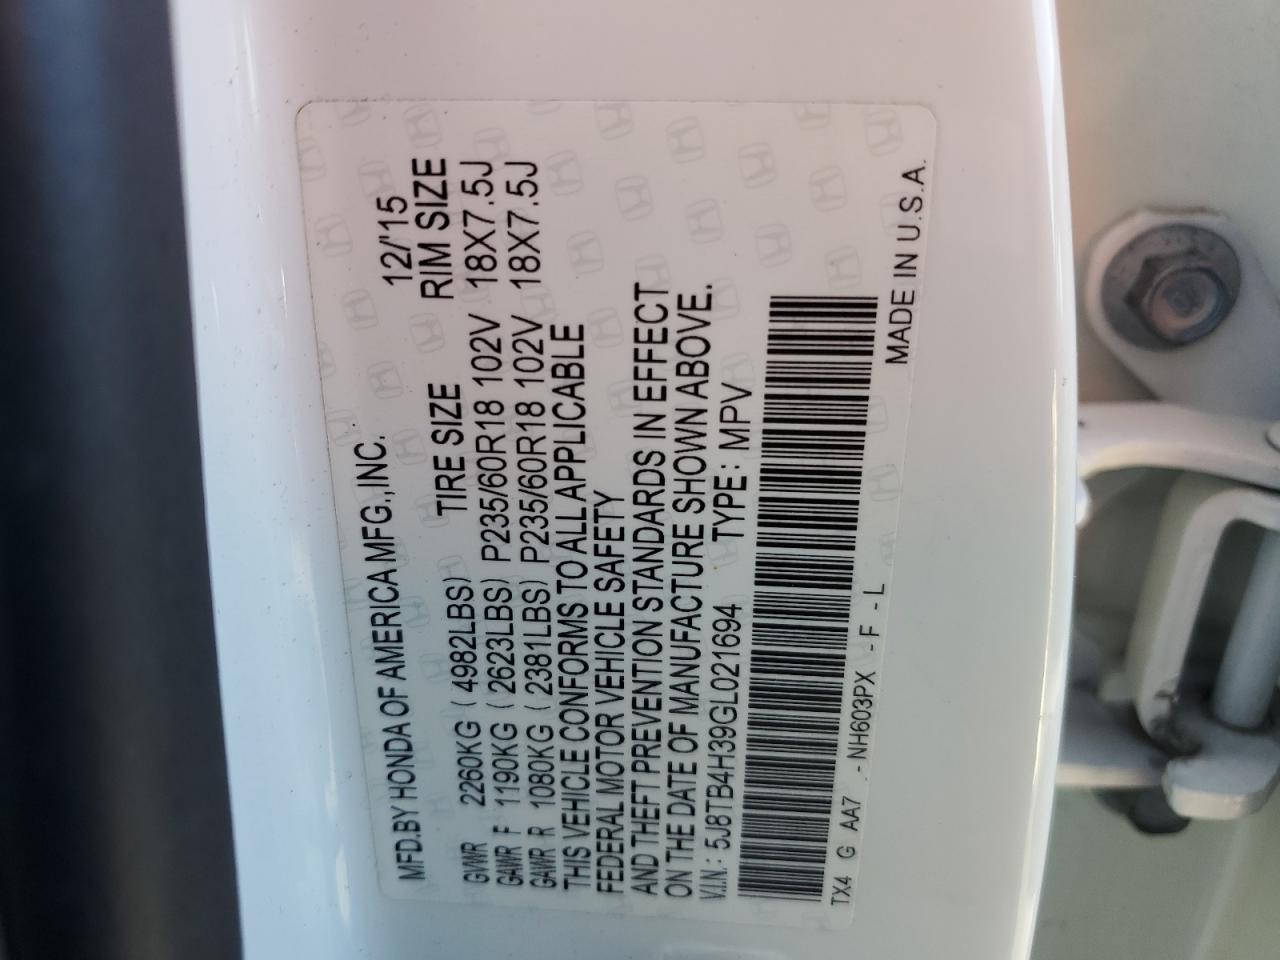 MFD.BY HONDA OF AMERICA MFG.,INC. 12/'15
TIRE SIZE RIM SIZE
GVWR 2260KG ( 4982LBS)
GAWR F 1190KG ( 2623LBS) P235/60R18 102V 18X7.5J
GAWR R 1080KG ( 2381LBS) P235/60R18 102V 18X7.5J
THIS VEHICLE CONFORMS TO ALL APPLICABLE
FEDERAL MOTOR VEHICLE SAFETY
AND THEFT PREVENTION STANDARDS IN EFFECT
ON THE DATE OF MANUFACTURE SHOWN ABOVE.
V.I.N.: 5J8TB4H39GL021694 TYPE: MPV
TX4 G AA7 .- NH603PX - F - L MADE IN U.S.A.